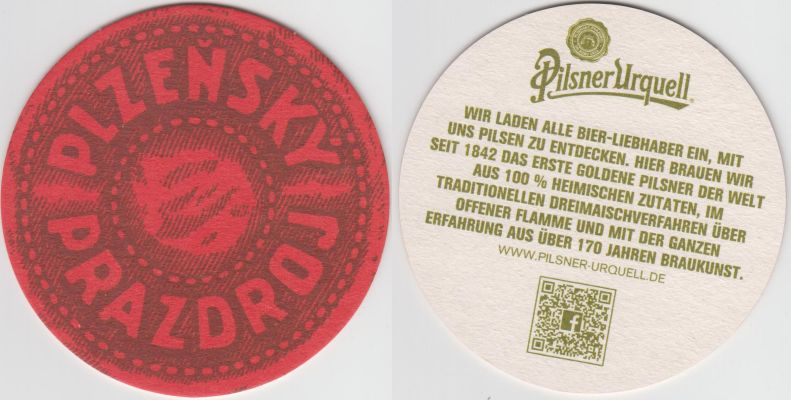 PLZEŇSKY
PRAZDROJ
Pilsner Urquell
WIR LADEN ALLE BIER-LIEBHABER EIN, MIT
UNS PILSEN ZU ENTDECKEN. HIER BRAUEN WIR
SEIT 1842 DAS ERSTE GOLDENE PILSNER DER WELT
AUS 100 % HEIMISCHEN ZUTATEN, IM
TRADITIONELLEN DREIMAISCHVERFAHREN ÜBER
OFFENER FLAMME UND MIT DER GANZEN
ERFAHRUNG AUS ÜBER 170 JAHREN BRAUKUNST.
WWW.PILSNER-URQUELL.DE